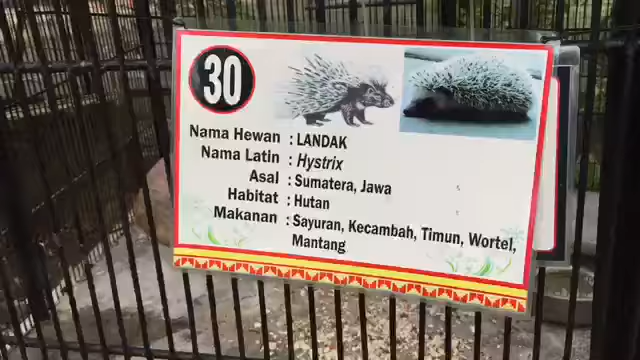 30
Nama Hewan : LANDAK
Nama Latin : Hystrix
Asal : Sumatera, Jawa
Habitat : Hutan
Makanan : Sayuran, Kecambah, Timun, Wortel,
Mantang